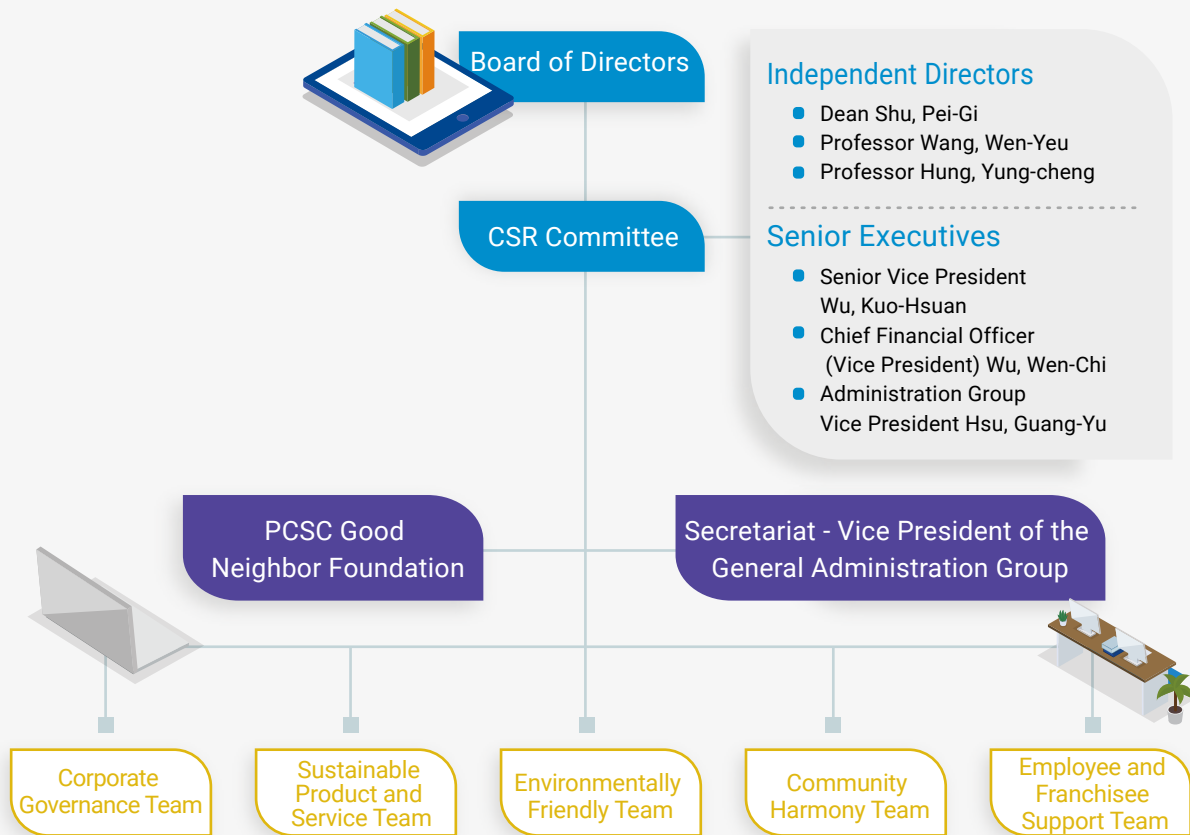 Board of Directors
Independent Directors
Dean Shu, Pei-Gi
Professor Wang, Wen-Yeu
Professor Hung, Yung-cheng
CSR Committee
Senior Executives
Senior Vice President
Wu, Kuo-Hsuan
Chief Financial Officer
(Vice President) Wu, Wen-Chi
Administration Group
Vice President Hsu, Guang-Yu
PCSC Good
Neighbor Foundation
Secretariat - Vice President of the
General Administration Group
Corporate
Governance Team
Sustainable
Product and
Service Team
Environmentally
Friendly Team
Community
Harmony Team
Employee and
Franchisee
Support Team